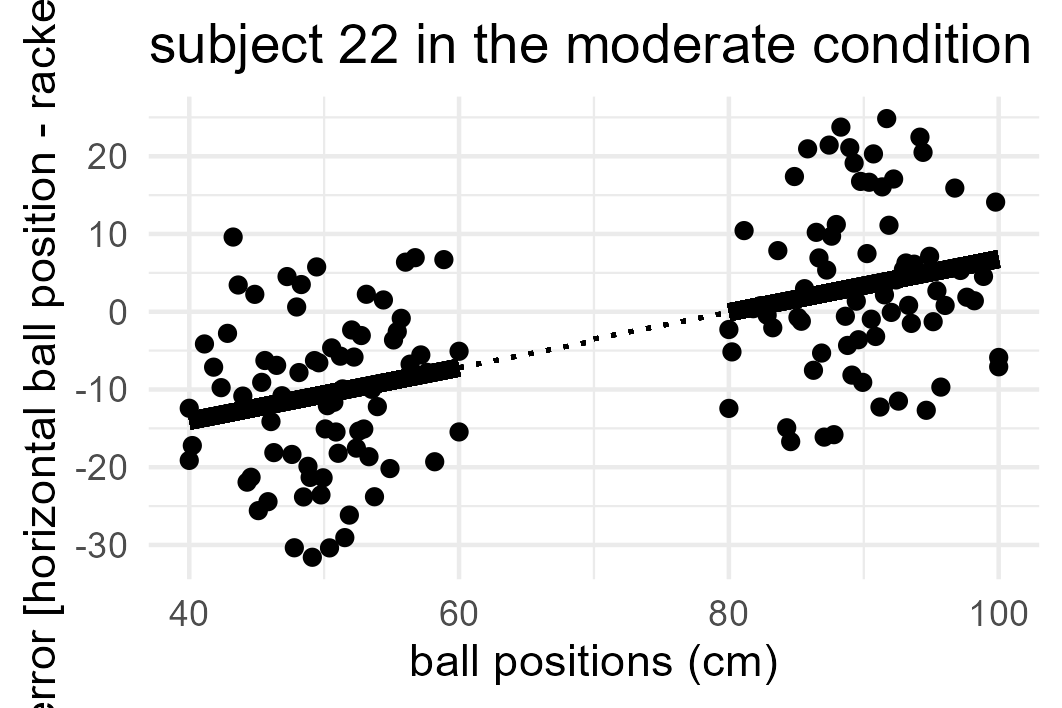 subject 22 in the moderate condition
error [horizontal ball position - racke
20
10
0
-10
-20
-30
40 60 80 100
ball positions (cm)